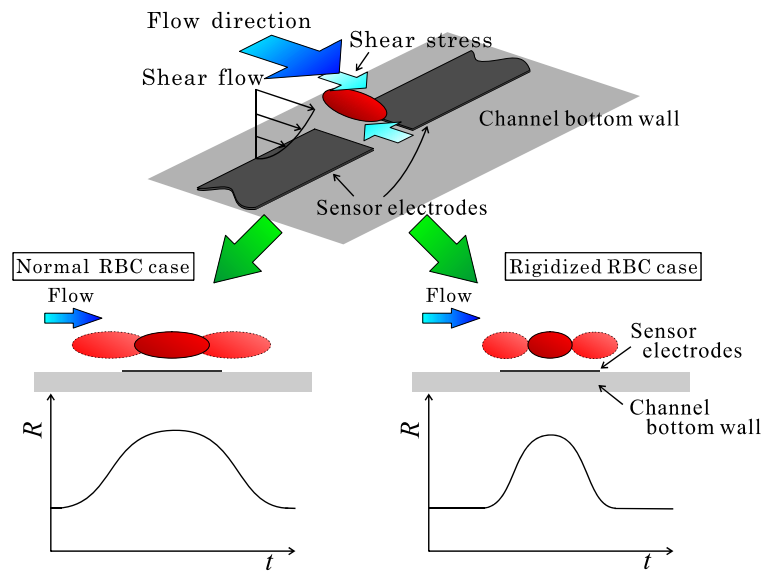 Flow direction
Shear stress
Shear flow
Channel bottom wall
Sensor electrodes
Normal RBC case
Rigidized RBC case
Flow
Flow
Sensor
electrodes
Channel
bottom wall
R
t
R
t